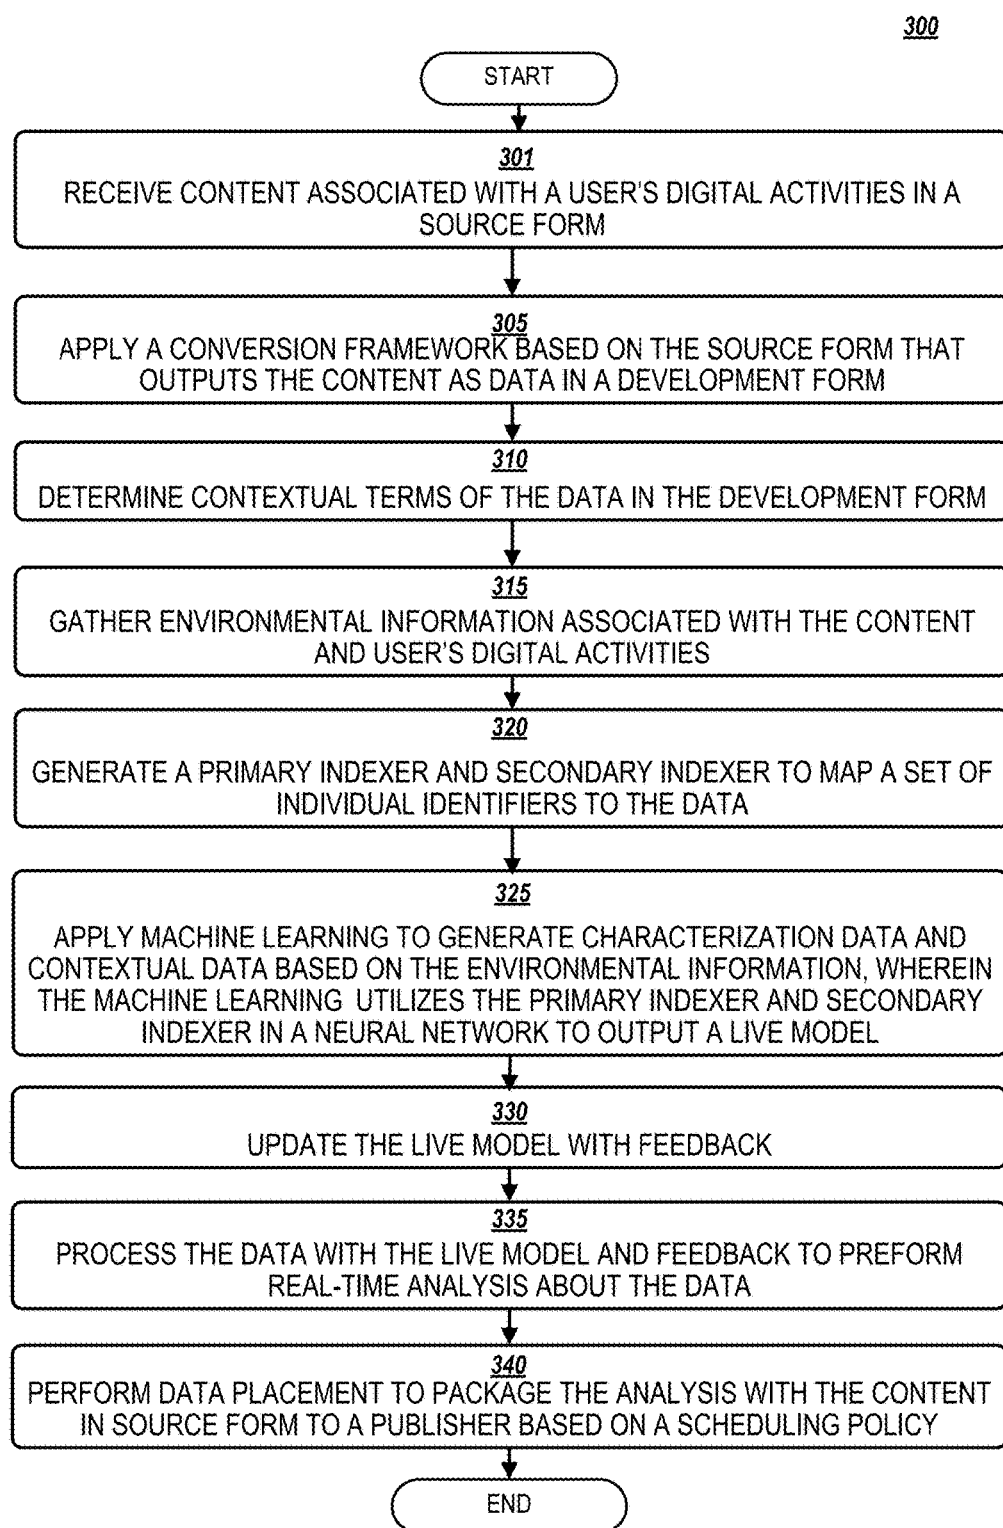 300
START
301
RECEIVE CONTENT ASSOCIATED WITH A USER'S DIGITAL ACTIVITIES IN A
SOURCE FORM
305
APPLY A CONVERSION FRAMEWORK BASED ON THE SOURCE FORM THAT
OUTPUTS THE CONTENT AS DATA IN A DEVELOPMENT FORM
310
DETERMINE CONTEXTUAL TERMS OF THE DATA IN THE DEVELOPMENT FORM
315
GATHER ENVIRONMENTAL INFORMATION ASSOCIATED WITH THE CONTENT
AND USER'S DIGITAL ACTIVITIES
320
GENERATE A PRIMARY INDEXER AND SECONDARY INDEXER TO MAP A SET OF
INDIVIDUAL IDENTIFIERS TO THE DATA
325
APPLY MACHINE LEARNING TO GENERATE CHARACTERIZATION DATA AND
CONTEXTUAL DATA BASED ON THE ENVIRONMENTAL INFORMATION, WHEREIN
THE MACHINE LEARNING UTILIZES THE PRIMARY INDEXER AND SECONDARY
INDEXER IN A NEURAL NETWORK TO OUTPUT A LIVE MODEL
330
UPDATE THE LIVE MODEL WITH FEEDBACK
335
PROCESS THE DATA WITH THE LIVE MODEL AND FEEDBACK TO PREFORM
REAL-TIME ANALYSIS ABOUT THE DATA
340
PERFORM DATA PLACEMENT TO PACKAGE THE ANALYSIS WITH THE CONTENT
IN SOURCE FORM TO A PUBLISHER BASED ON A SCHEDULING POLICY
END